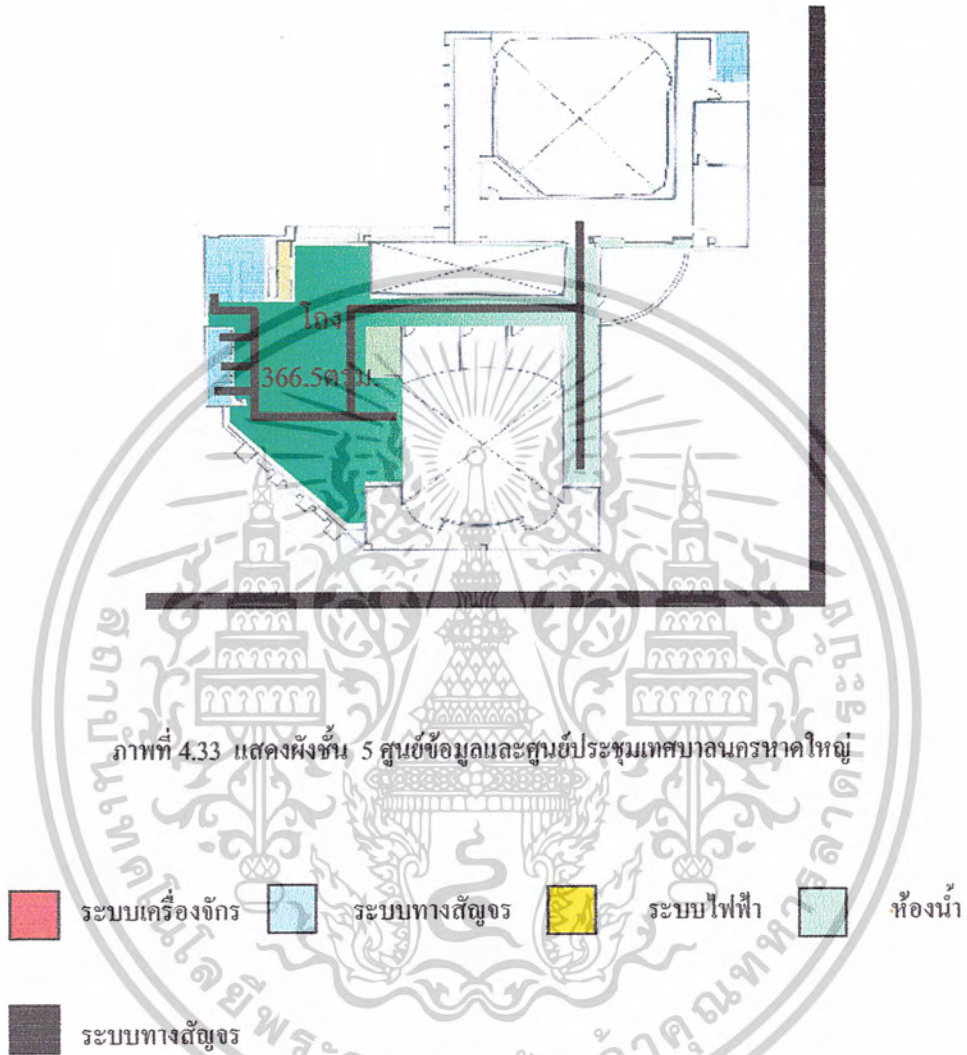 โถง
366.5ตรม.
ภาพที่ 4.33 แสดงผังชั้น 5 ศูนย์ข้อมูลและศูนย์ประชุมเทศบาลนครหาดใหญ่
ระบบเครื่องจักร ระบบทางสัญจร ระบบไฟฟ้า ห้องน้ำ
ระบบทางสัญจร